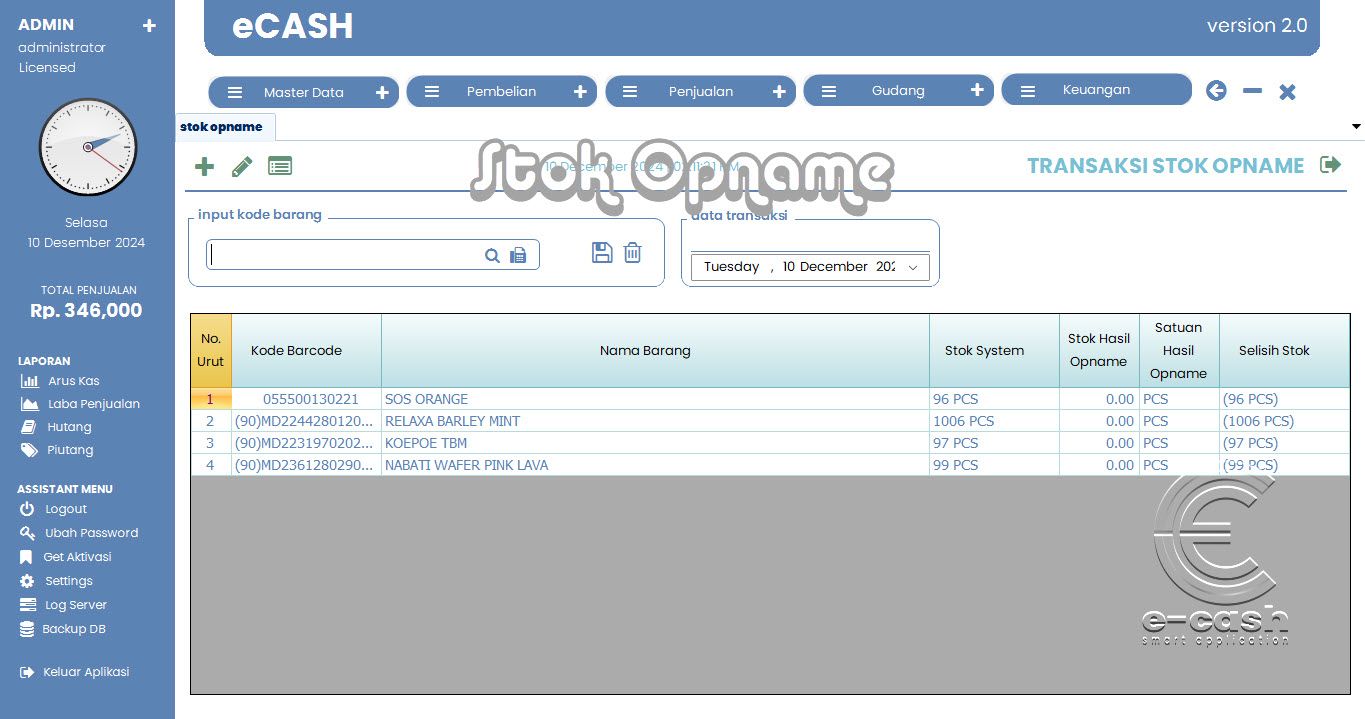 ADMIN
administrator
Licensed
Selasa
10 Desember 2024
TOTAL PENJUALAN
Rp. 346,000
LAPORAN
Arus Kas
Laba Penjualan
Hutang
Piutang
ASSISTANT MENU
Logout
Ubah Password
Get Aktivasi
Settings
Log Server
Backup DB
Keluar Aplikasi
eCASH
version 2.0
Master Data
Pembelian
Penjualan
Gudang
Keuangan
stok opname
10 December 2024
Stok Opname
TRANSAKSI STOK OPNAME
input kode barang
data transaksi
Tuesday , 10 December
No. Urut Kode Barcode Nama Barang Stok System Stok Hasil Opname Satuan Hasil Opname Selisih Stok
1 055500130221 SOS ORANGE 96 PCS 0.00 PCS (96 PCS)
2 (90)MD2244280120... RELAXA BARLEY MINT 1006 PCS 0.00 PCS (1006 PCS)
3 (90)MD2231970202... KOEPOE TBM 97 PCS 0.00 PCS (97 PCS)
4 (90)MD2361280290... NABATI WAFER PINK LAVA 99 PCS 0.00 PCS (99 PCS)
e-cash
smart application